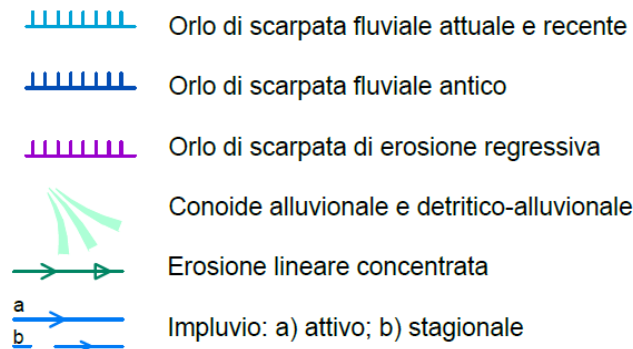 Orlo di scarpata fluviale attuale e recente
Orlo di scarpata fluviale antico
Orlo di scarpata di erosione regressiva
Conoide alluvionale e detritico-alluvionale
Erosione lineare concentrata
a
b
Impluvio: a) attivo; b) stagionale